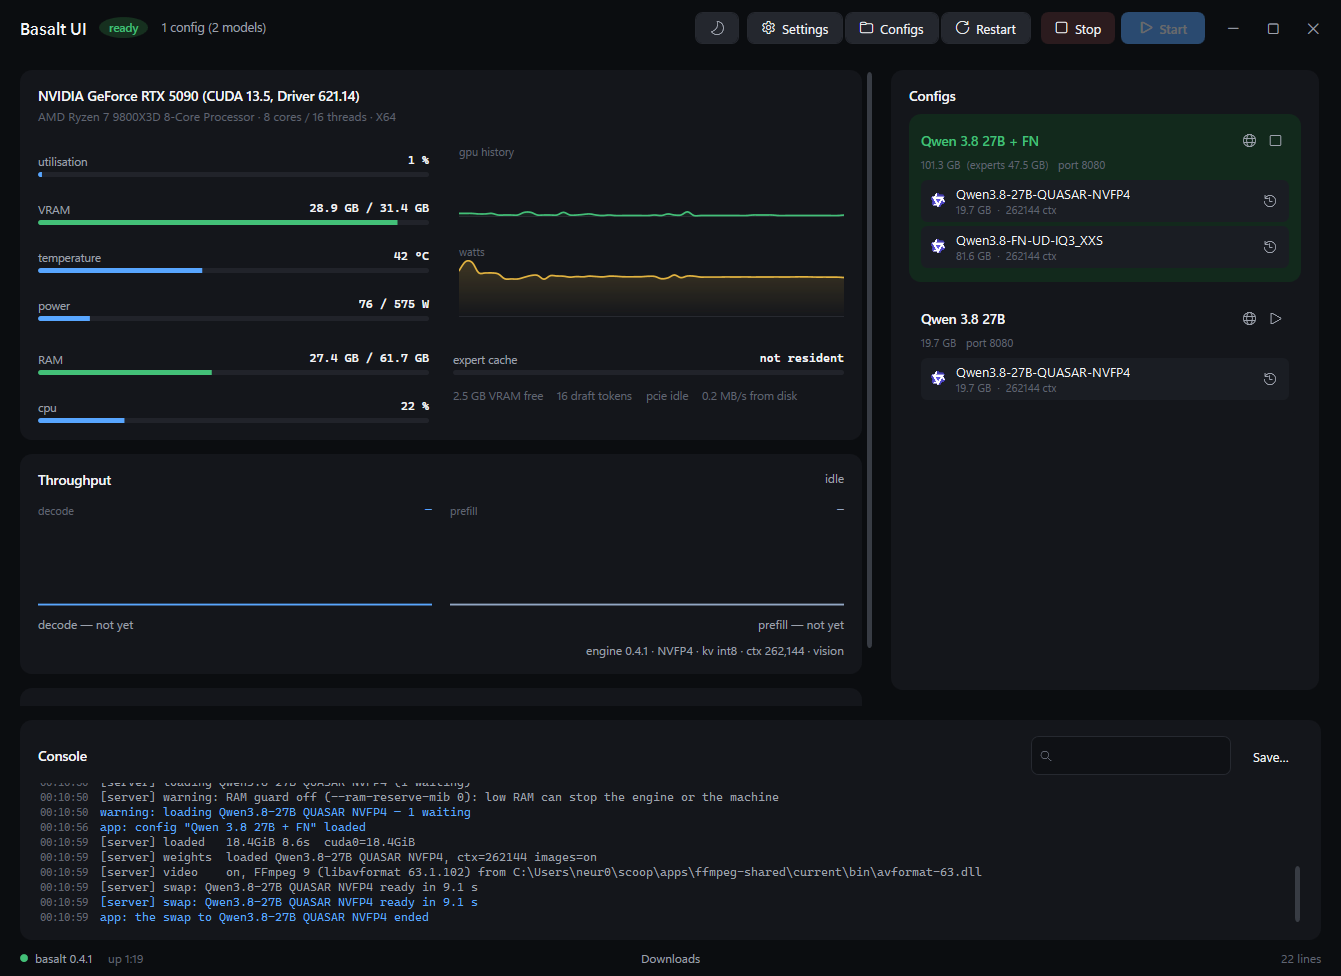 Basalt UI ready 1 config (2 models) Settings Configs Restart Stop Start
NVIDIA GeForce RTX 5090 (CUDA 13.5, Driver 621.14)
AMD Ryzen 7 9800X3D 8-Core Processor · 8 cores / 16 threads · X64
utilisation 1 %
VRAM 28.9 GB / 31.4 GB
temperature 42 °C
power 76 / 575 W
RAM 27.4 GB / 61.7 GB
cpu 22 %
gpu history
watts
expert cache not resident
2.5 GB VRAM free 16 draft tokens pcie idle 0.2 MB/s from disk
Throughput idle
decode –
prefill –
decode — not yet
prefill — not yet
engine 0.4.1 · NVFP4 · kv int8 · ctx 262,144 · vision
Configs
Qwen 3.8 27B + FN
101.3 GB (experts 47.5 GB) port 8080
Qwen3.8-27B-QUASAR-NVFP4
19.7 GB · 262144 ctx
Qwen3.8-FN-UD-IQ3_XXS
81.6 GB · 262144 ctx
Qwen 3.8 27B
19.7 GB port 8080
Qwen3.8-27B-QUASAR-NVFP4
19.7 GB · 262144 ctx
Console Save...
00:10:50 [server] loading Qwen3.8-27B QUASAR NVFP4 (1 waiting)
00:10:50 [server] warning: RAM guard off (--ram-reserve-mib 0): low RAM can stop the engine or the machine
00:10:50 warning: loading Qwen3.8-27B QUASAR NVFP4 — 1 waiting
00:10:56 app: config "Qwen 3.8 27B + FN" loaded
00:10:59 [server] loaded 18.4GiB 8.6s cuda0=18.4GiB
00:10:59 [server] weights loaded Qwen3.8-27B QUASAR NVFP4, ctx=262144 images=on
00:10:59 [server] video on, FFmpeg 9 (libavformat 63.1.102) from C:\Users\neur0\scoop\apps\ffmpeg-shared\current\bin\avformat-63.dll
00:10:59 [server] swap: Qwen3.8-27B QUASAR NVFP4 ready in 9.1 s
00:10:59 [server] swap: Qwen3.8-27B QUASAR NVFP4 ready in 9.1 s
00:10:59 app: the swap to Qwen3.8-27B QUASAR NVFP4 ended
basalt 0.4.1 up 1:19 Downloads 22 lines